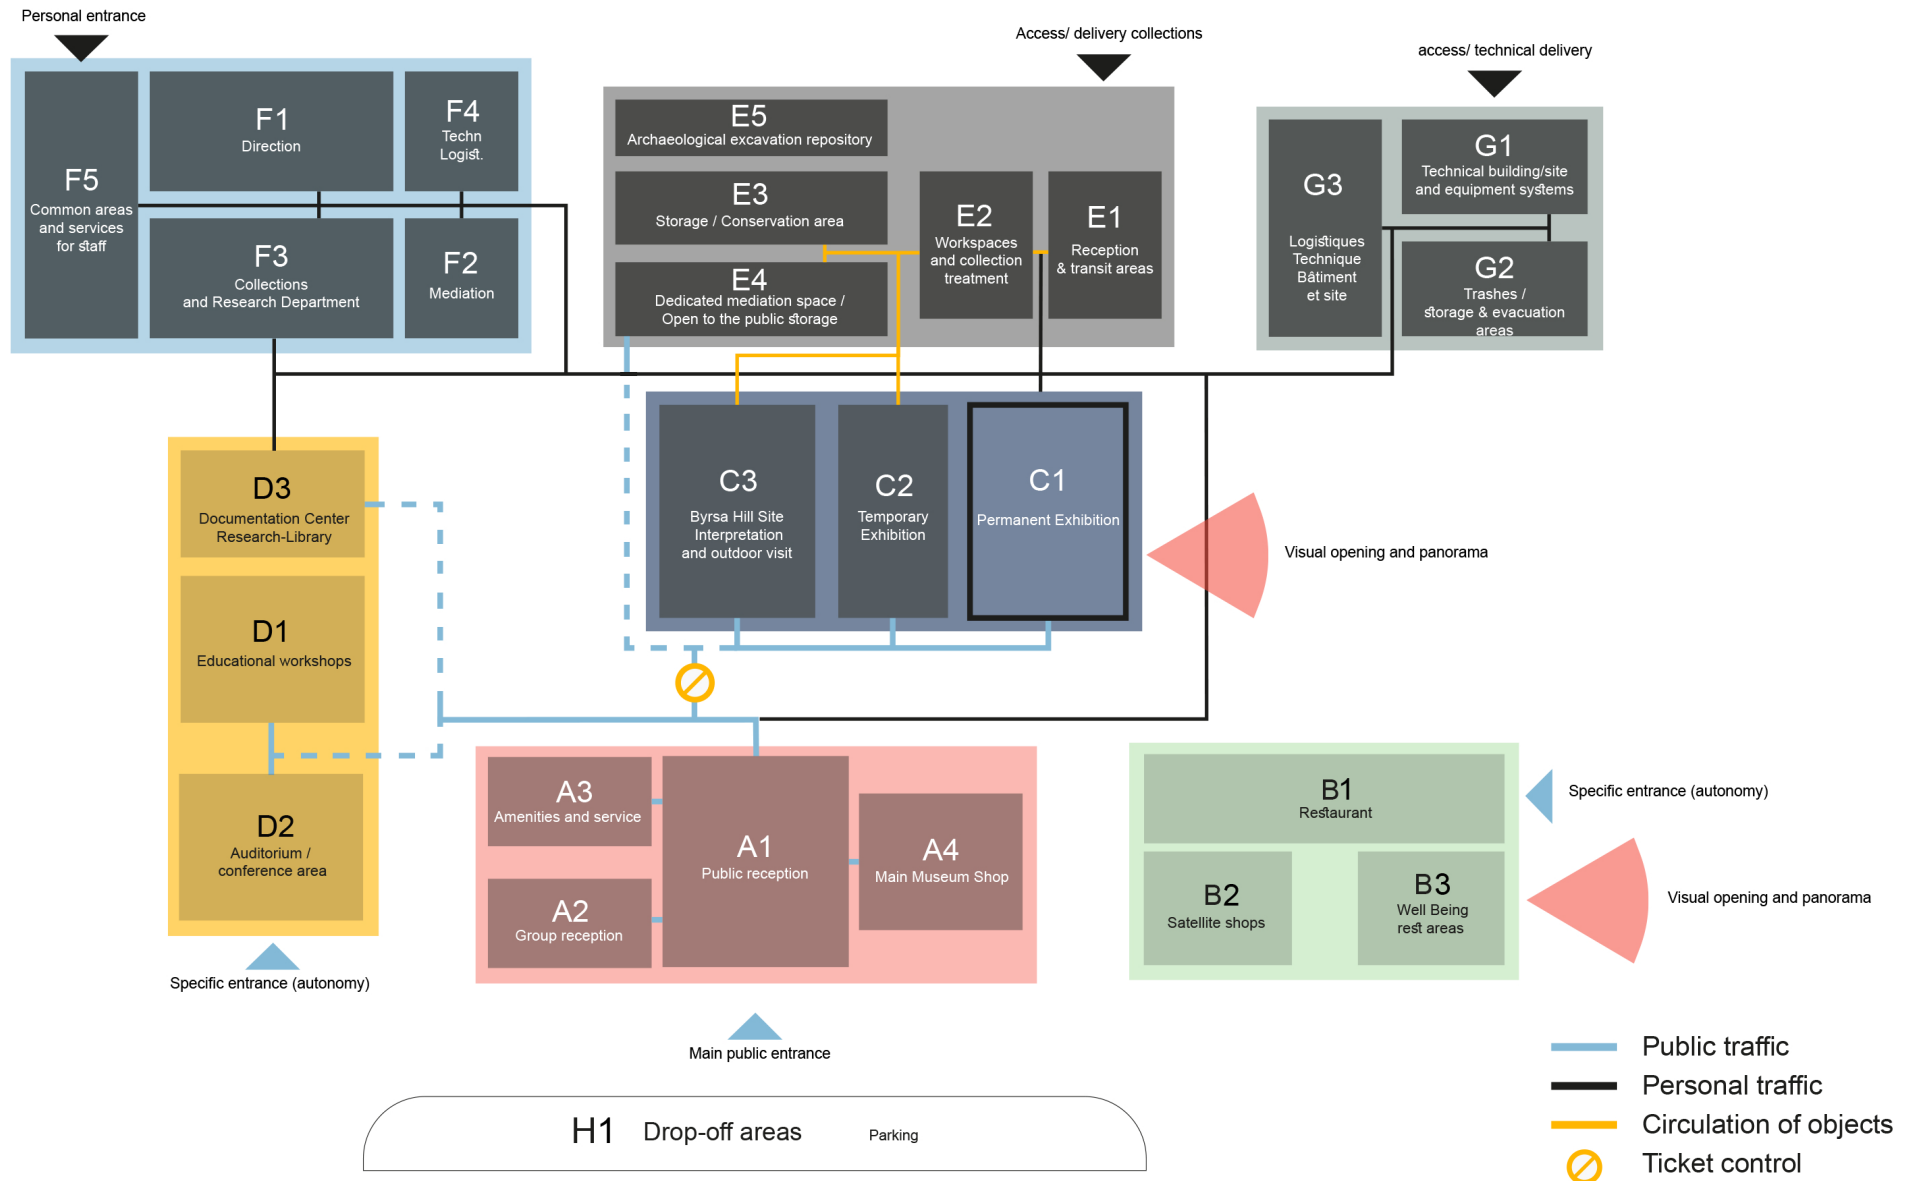 Personal entrance
Access/ delivery collections
access/ technical delivery
F5
Common areas
and services
for staff
F1
Direction
F4
Techn
Logist.
F3
Collections
and Research Department
F2
Mediation
E5
Archaeological excavation repository
E3
Storage / Conservation area
E4
Dedicated mediation space /
Open to the public storage
E2
Workspaces
and collection
treatment
E1
Reception
& transit areas
G3
Logistiques
Technique
Bâtiment
et site
G1
Technical building/site
and equipment systems
G2
Trashes /
storage & evacuation
areas
D3
Documentation Center
Research-Library
D1
Educational workshops
D2
Auditorium /
conference area
Specific entrance (autonomy)
C3
Byrsa Hill Site
Interpretation
and outdoor visit
C2
Temporary
Exhibition
C1
Permanent Exhibition
Visual opening and panorama
A3
Amenities and service
A2
Group reception
A1
Public reception
A4
Main Museum Shop
Main public entrance
B1
Restaurant
B2
Satellite shops
B3
Well Being
rest areas
Specific entrance (autonomy)
Visual opening and panorama
H1 Drop-off areas Parking
Public traffic
Personal traffic
Circulation of objects
Ticket control